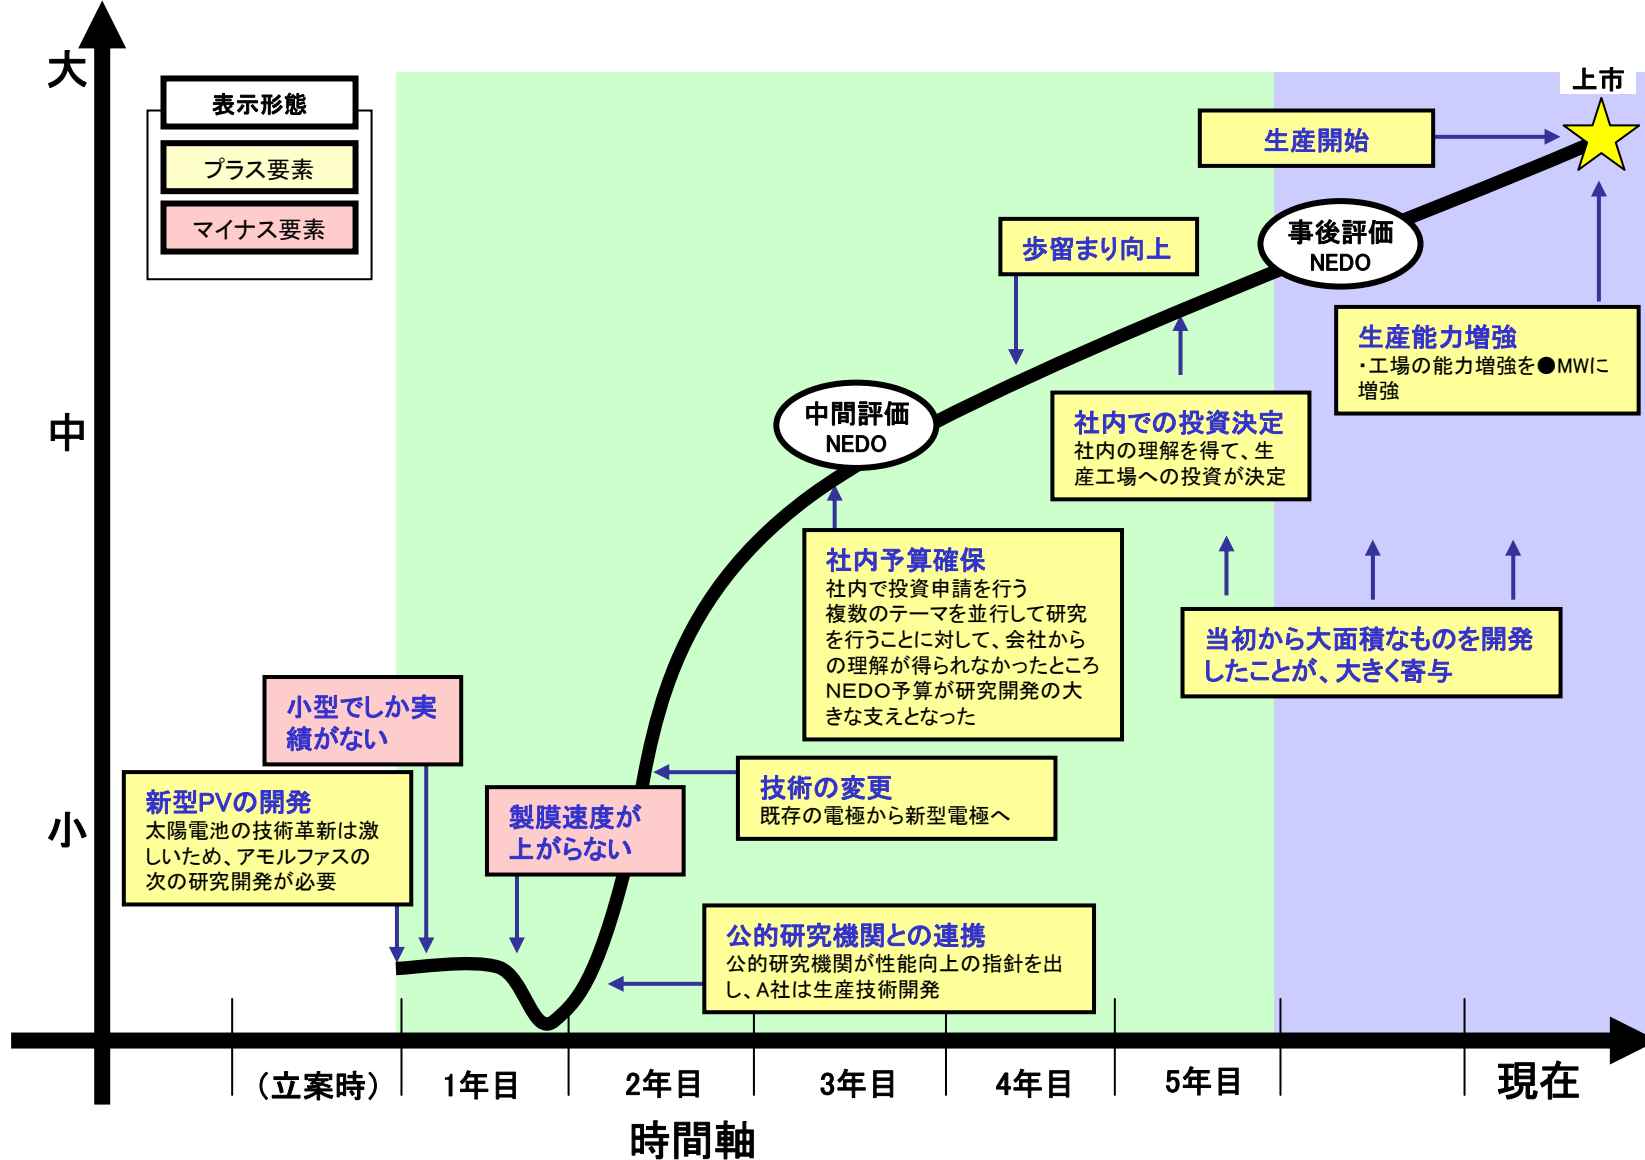 大
中
小
表示形態
プラス要素
マイナス要素
上市
生産開始
歩留まり向上
事後評価
NEDO
生産能力増強
・工場の能力増強を●MWに
増強
中間評価
NEDO
社内での投資決定
社内の理解を得て、生
産工場への投資が決定
社内予算確保
社内で投資申請を行う
複数のテーマを並行して研究
を行うことに対して、会社から
の理解が得られなかったところ
NEDO予算が研究開発の大
きな支えとなった
当初から大面積なものを開発
したことが、大きく寄与
小型でしか実
績がない
新型PVの開発
太陽電池の技術革新は激
しいため、アモルファスの
次の研究開発が必要
製膜速度が
上がらない
技術の変更
既存の電極から新型電極へ
公的研究機関との連携
公的研究機関が性能向上の指針を出
し、A社は生産技術開発
（立案時）
1年目
2年目
3年目
4年目
5年目
現在
時間軸